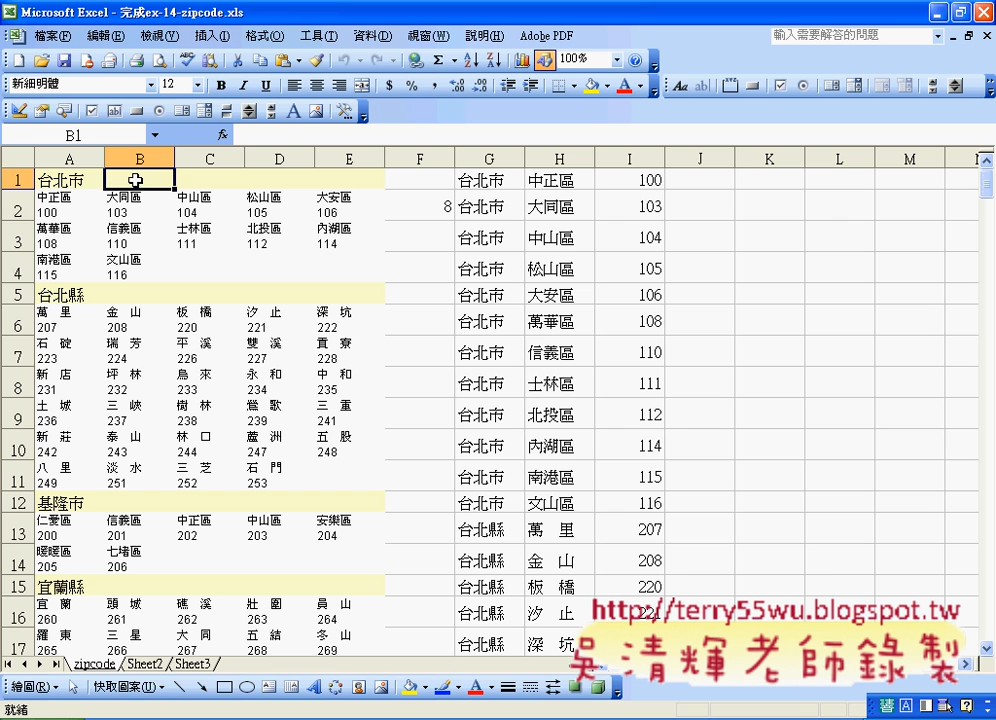 Microsoft Excel - 完成ex-14-zipcode.xls
檔案(F) 編輯(E) 檢視(V) 插入(I) 格式(O) 工具(T) 資料(D) 視窗(W) 說明(H) Adobe PDF 輸入需要解答的問題
100%
新細明體 12 B I U
B1 fx
A B C D E F G H I J K L M N
1 台北市 台北市 中正區 100
2 中正區 大同區 中山區 松山區 大安區 8 台北市 大同區 103
100 103 104 105 106
3 萬華區 信義區 士林區 北投區 內湖區 台北市 中山區 104
108 110 111 112 114
4 南港區 文山區 台北市 松山區 105
115 116
5 台北縣 台北市 大安區 106
6 萬 里 金 山 板 橋 汐 止 深 坑 台北市 萬華區 108
207 208 220 221 222
7 石 碇 瑞 芳 平 溪 雙 溪 貢 寮 台北市 信義區 110
223 224 226 227 228
8 新 店 坪 林 烏 來 永 和 中 和 台北市 士林區 111
231 232 233 234 235
9 土 城 三 峽 樹 林 鶯 歌 三 重 台北市 北投區 112
236 237 238 239 241
10 新 莊 泰 山 林 口 蘆 洲 五 股 台北市 內湖區 114
242 243 244 247 248
11 八 里 淡 水 三 芝 石 門 台北市 南港區 115
249 251 252 253
12 基隆市 台北市 文山區 116
13 仁愛區 信義區 中正區 中山區 安樂區 台北縣 萬 里 207
200 201 202 203 204
14 暖暖區 七堵區 台北縣 金 山 208
205 206
15 宜蘭縣 台北縣 板 橋 220
16 宜 蘭 頭 城 礁 溪 壯 圍 員 山 台北縣 汐 止 221
260 261 262 263 264
17 羅 東 三 星 大 同 五 結 冬 山 台北縣 深 坑
265 266 267 268 269
http://terry55wu.blogspot.tw
吳清輝老師錄製
zipcode Sheet2 Sheet3
繪圖(R) 快取圖案(U)
就緒